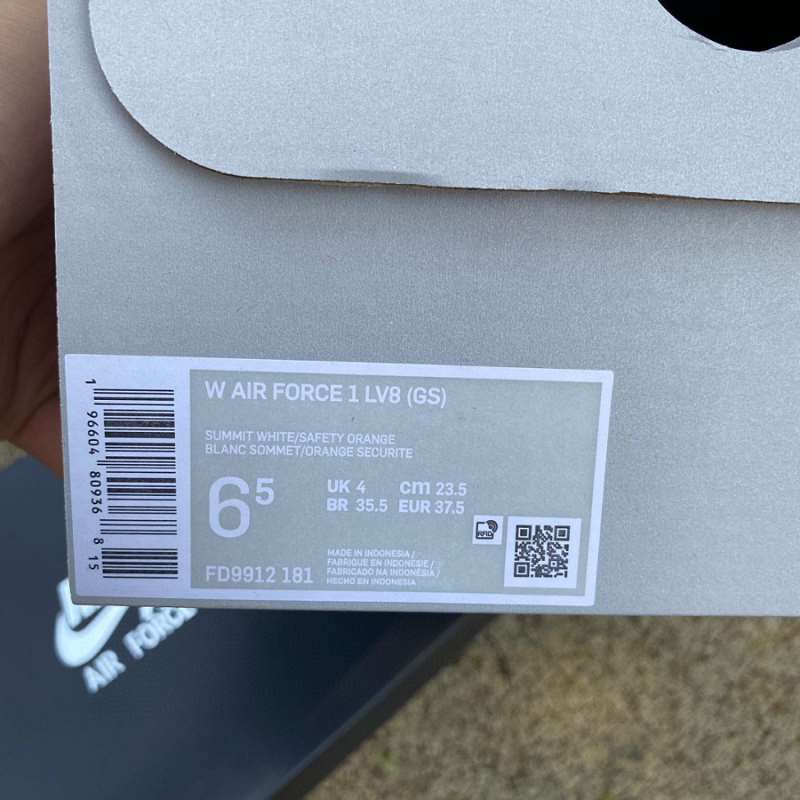 W AIR FORCE 1 LV8 (GS)
SUMMIT WHITE/SAFETY ORANGE
BLANC SOMMET/ORANGE SECURITE
6⁵
UK 4 cm 23.5
BR 35.5 EUR 37.5
RFID
MADE IN INDONESIA /
FABRIQUE EN INDONESIE /
FABRICADO NA INDONESIA /
HECHO EN INDONESIA
FD9912 181
1 96604 80936 8 15
AIR FORCE